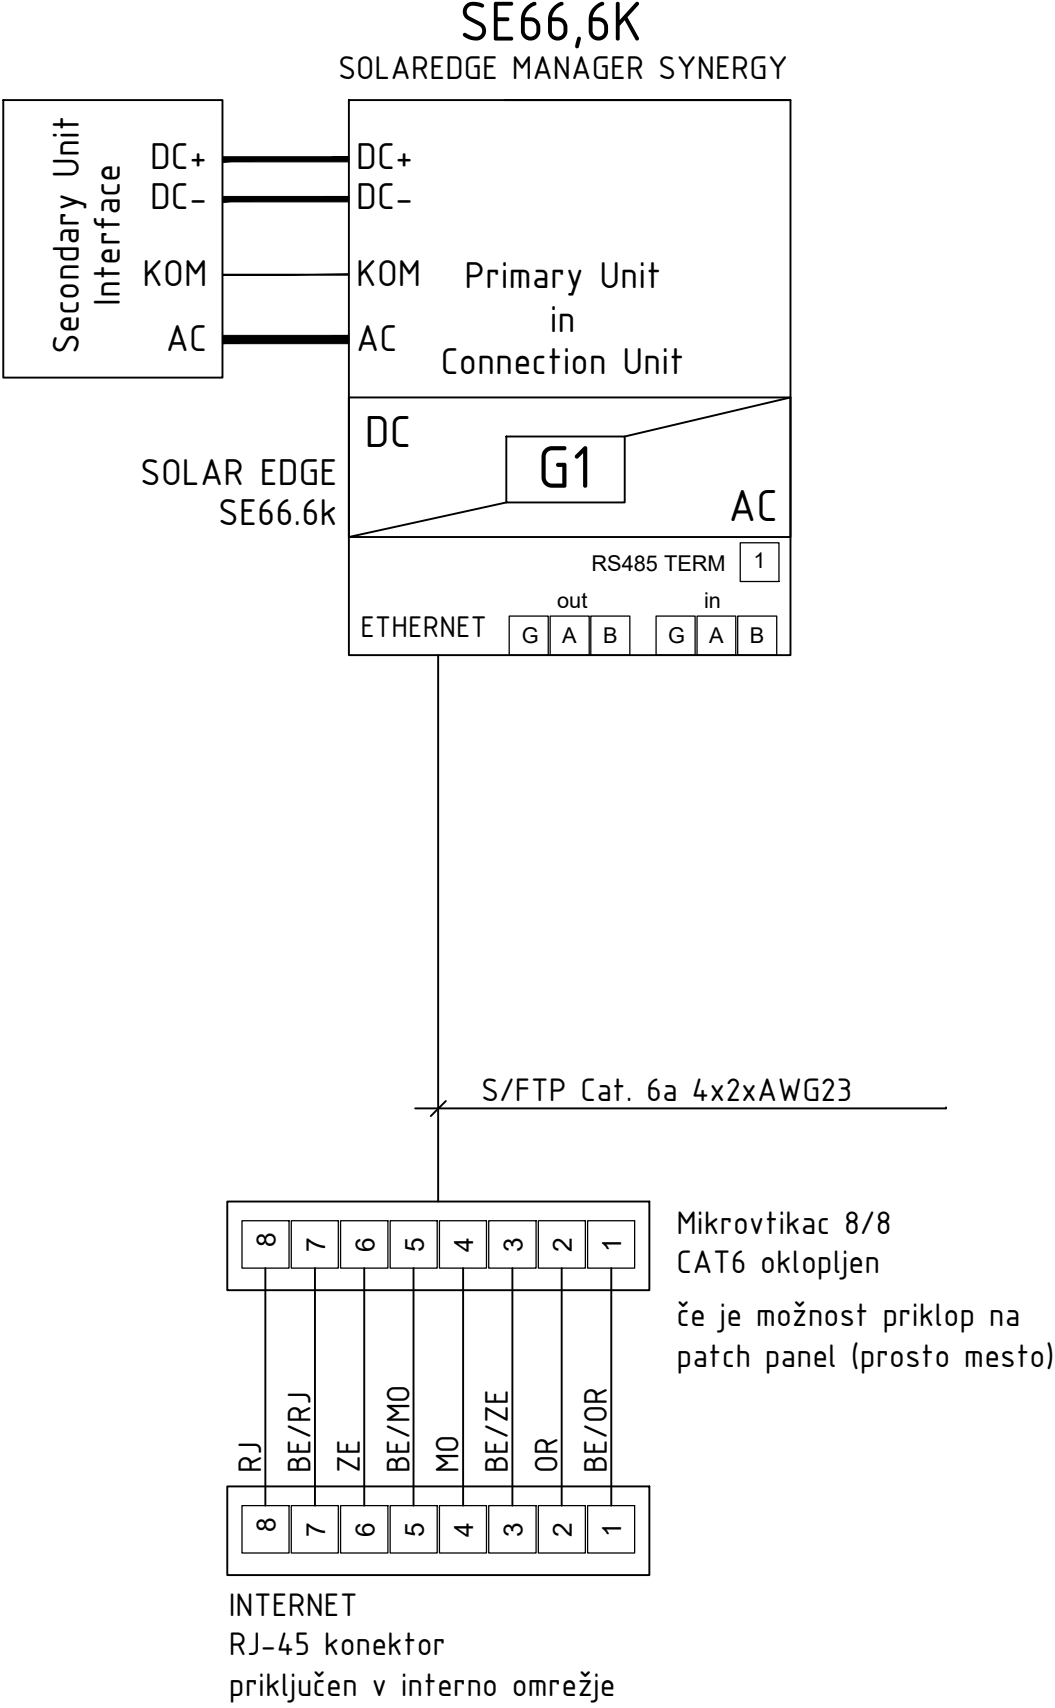 SE66,6K
SOLAREDGE MANAGER SYNERGY
Secondary Unit
Interface
DC+
DC-
KOM
AC
DC+
DC-
KOM
AC
Primary Unit
in
Connection Unit
DC
G1
AC
SOLAR EDGE
SE66.6k
RS485 TERM 1
out in
ETHERNET G A B G A B
S/FTP Cat. 6a 4x2xAWG23
8 7 6 5 4 3 2 1
Mikrovtikac 8/8
CAT6 oklopljen
če je možnost priklop na
patch panel (prosto mesto)
RJ BE/RJ ZE BE/MO MO BE/ZE OR BE/OR
8 7 6 5 4 3 2 1
INTERNET
RJ-45 konektor
priključen v interno omrežje